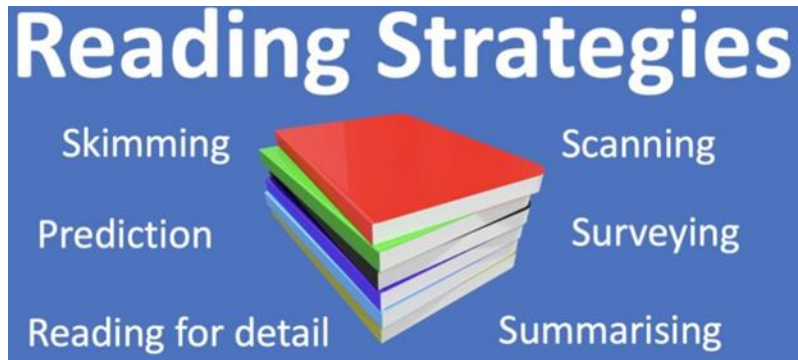 Reading Strategies
Skimming
Scanning
Prediction
Surveying
Reading for detail
Summarising